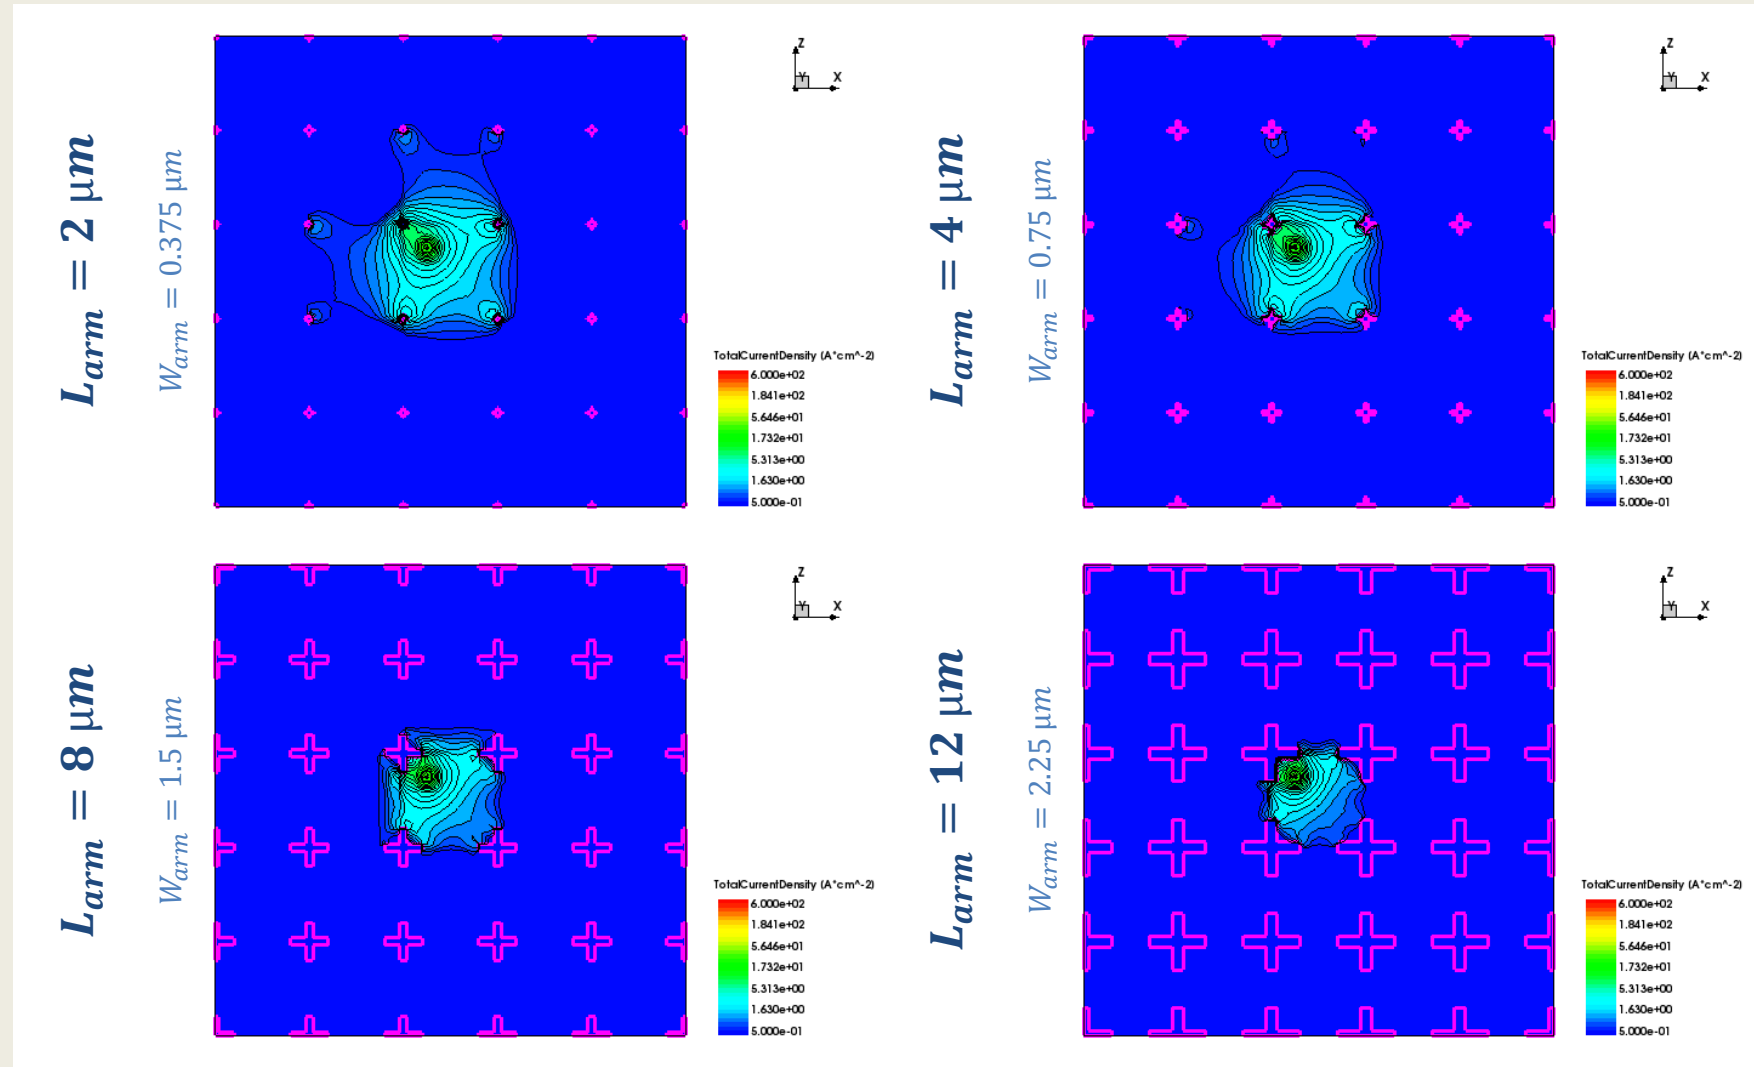 L_arm = 2 μm
W_arm = 0.375 μm
Z
Y X
TotalCurrentDensity (A*cm^-2)
6.000e+02
1.841e+02
5.646e+01
1.732e+01
5.313e+00
1.630e+00
5.000e-01
L_arm = 4 μm
W_arm = 0.75 μm
Z
Y X
TotalCurrentDensity (A*cm^-2)
6.000e+02
1.841e+02
5.646e+01
1.732e+01
5.313e+00
1.630e+00
5.000e-01
L_arm = 8 μm
W_arm = 1.5 μm
Z
Y X
TotalCurrentDensity (A*cm^-2)
6.000e+02
1.841e+02
5.646e+01
1.732e+01
5.313e+00
1.630e+00
5.000e-01
L_arm = 12 μm
W_arm = 2.25 μm
Z
Y X
TotalCurrentDensity (A*cm^-2)
6.000e+02
1.841e+02
5.646e+01
1.732e+01
5.313e+00
1.630e+00
5.000e-01